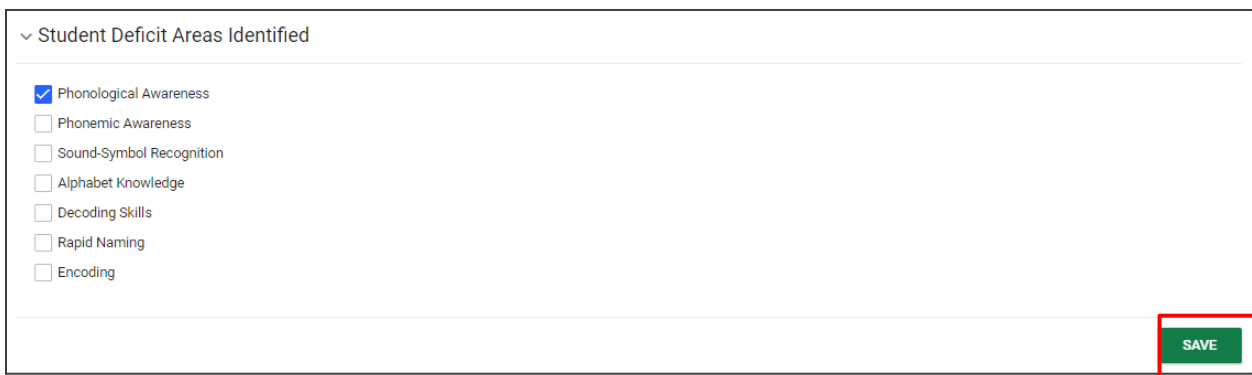 Student Deficit Areas Identified
Phonological Awareness
Phonemic Awareness
Sound-Symbol Recognition
Alphabet Knowledge
Decoding Skills
Rapid Naming
Encoding
SAVE